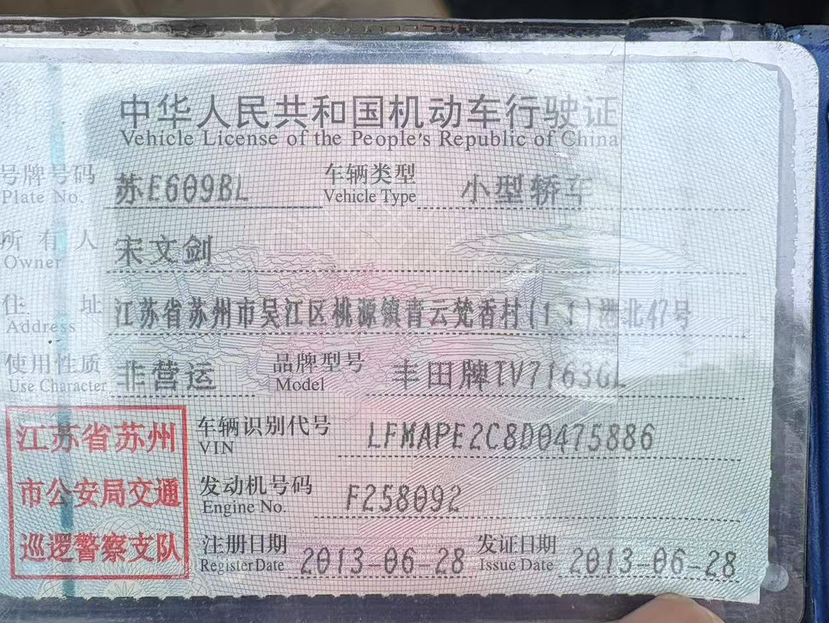 中华人民共和国机动车行驶证
Vehicle License of the People's Republic of China
号牌号码 苏E609BL 车辆类型 小型轿车
Plate No. Vehicle Type
所有人 宋文剑
Owner
住址 江苏省苏州市吴江区桃源镇青云梵香村(11)港北47号
Address
使用性质 非营运 品牌型号 丰田牌TV7163GL
Use Character Model
江苏省苏州 车辆识别代号 LFMAPE2C8D0475886
VIN
市公安局交通 发动机号码 F258092
Engine No.
巡逻警察支队 注册日期 2013-06-28 发证日期 2013-06-28
Register Date Issue Date